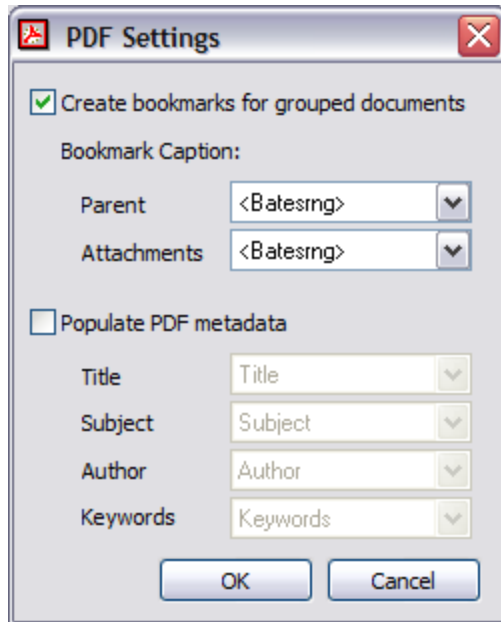 PDF Settings
Create bookmarks for grouped documents
Bookmark Caption:
Parent <Batesrng>
Attachments <Batesrng>
Populate PDF metadata
Title Title
Subject Subject
Author Author
Keywords Keywords
OK Cancel